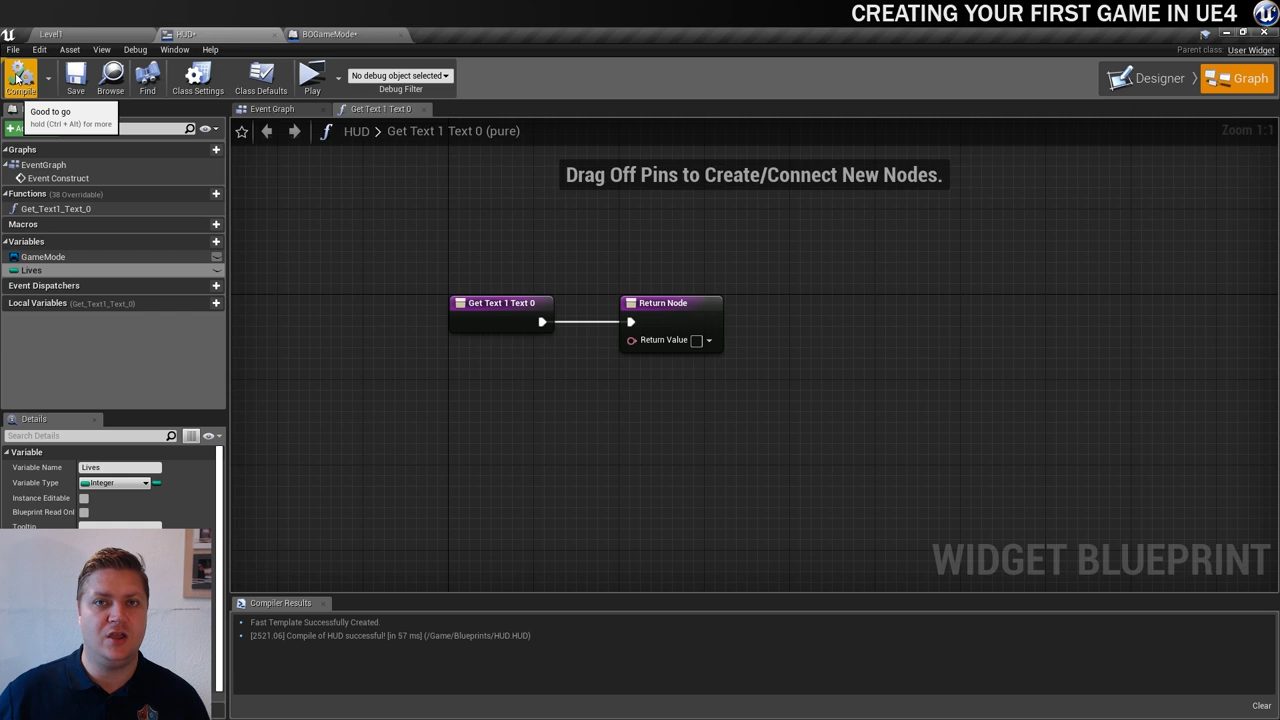 CREATING YOUR FIRST GAME IN UE4
Level1
HUD*
BOGameMode*
File Edit Asset View Window Debug Help
Parent class: User Widget
Compile
Save
Browse
Find
Class Settings
Class Defaults
Play
No debug object selected
Debug Filter
Designer
Graph
Good to go
hold (Ctrl + Alt) for more
Event Graph
Get Text 1 Text 0
HUD > Get Text 1 Text 0 (pure)
Zoom 1:1
Graphs
EventGraph
Event Construct
Functions (38 Overridable)
Get_Text1_Text_0
Macros
Variables
GameMode
Lives
Event Dispatchers
Local Variables (Get_Text1_Text_0)
Drag Off Pins to Create/Connect New Nodes.
Get Text 1 Text 0
Return Node
Return Value
WIDGET BLUEPRINT
Details
Search Details
Variable
Variable Name Lives
Variable Type Integer
Instance Editable
Blueprint Read Onl
Tooltip
Compiler Results
Fast Template Successfully Created.
[2521.06] Compile of HUD successful! [in 57 ms] (/Game/Blueprints/HUD.HUD)
Clear